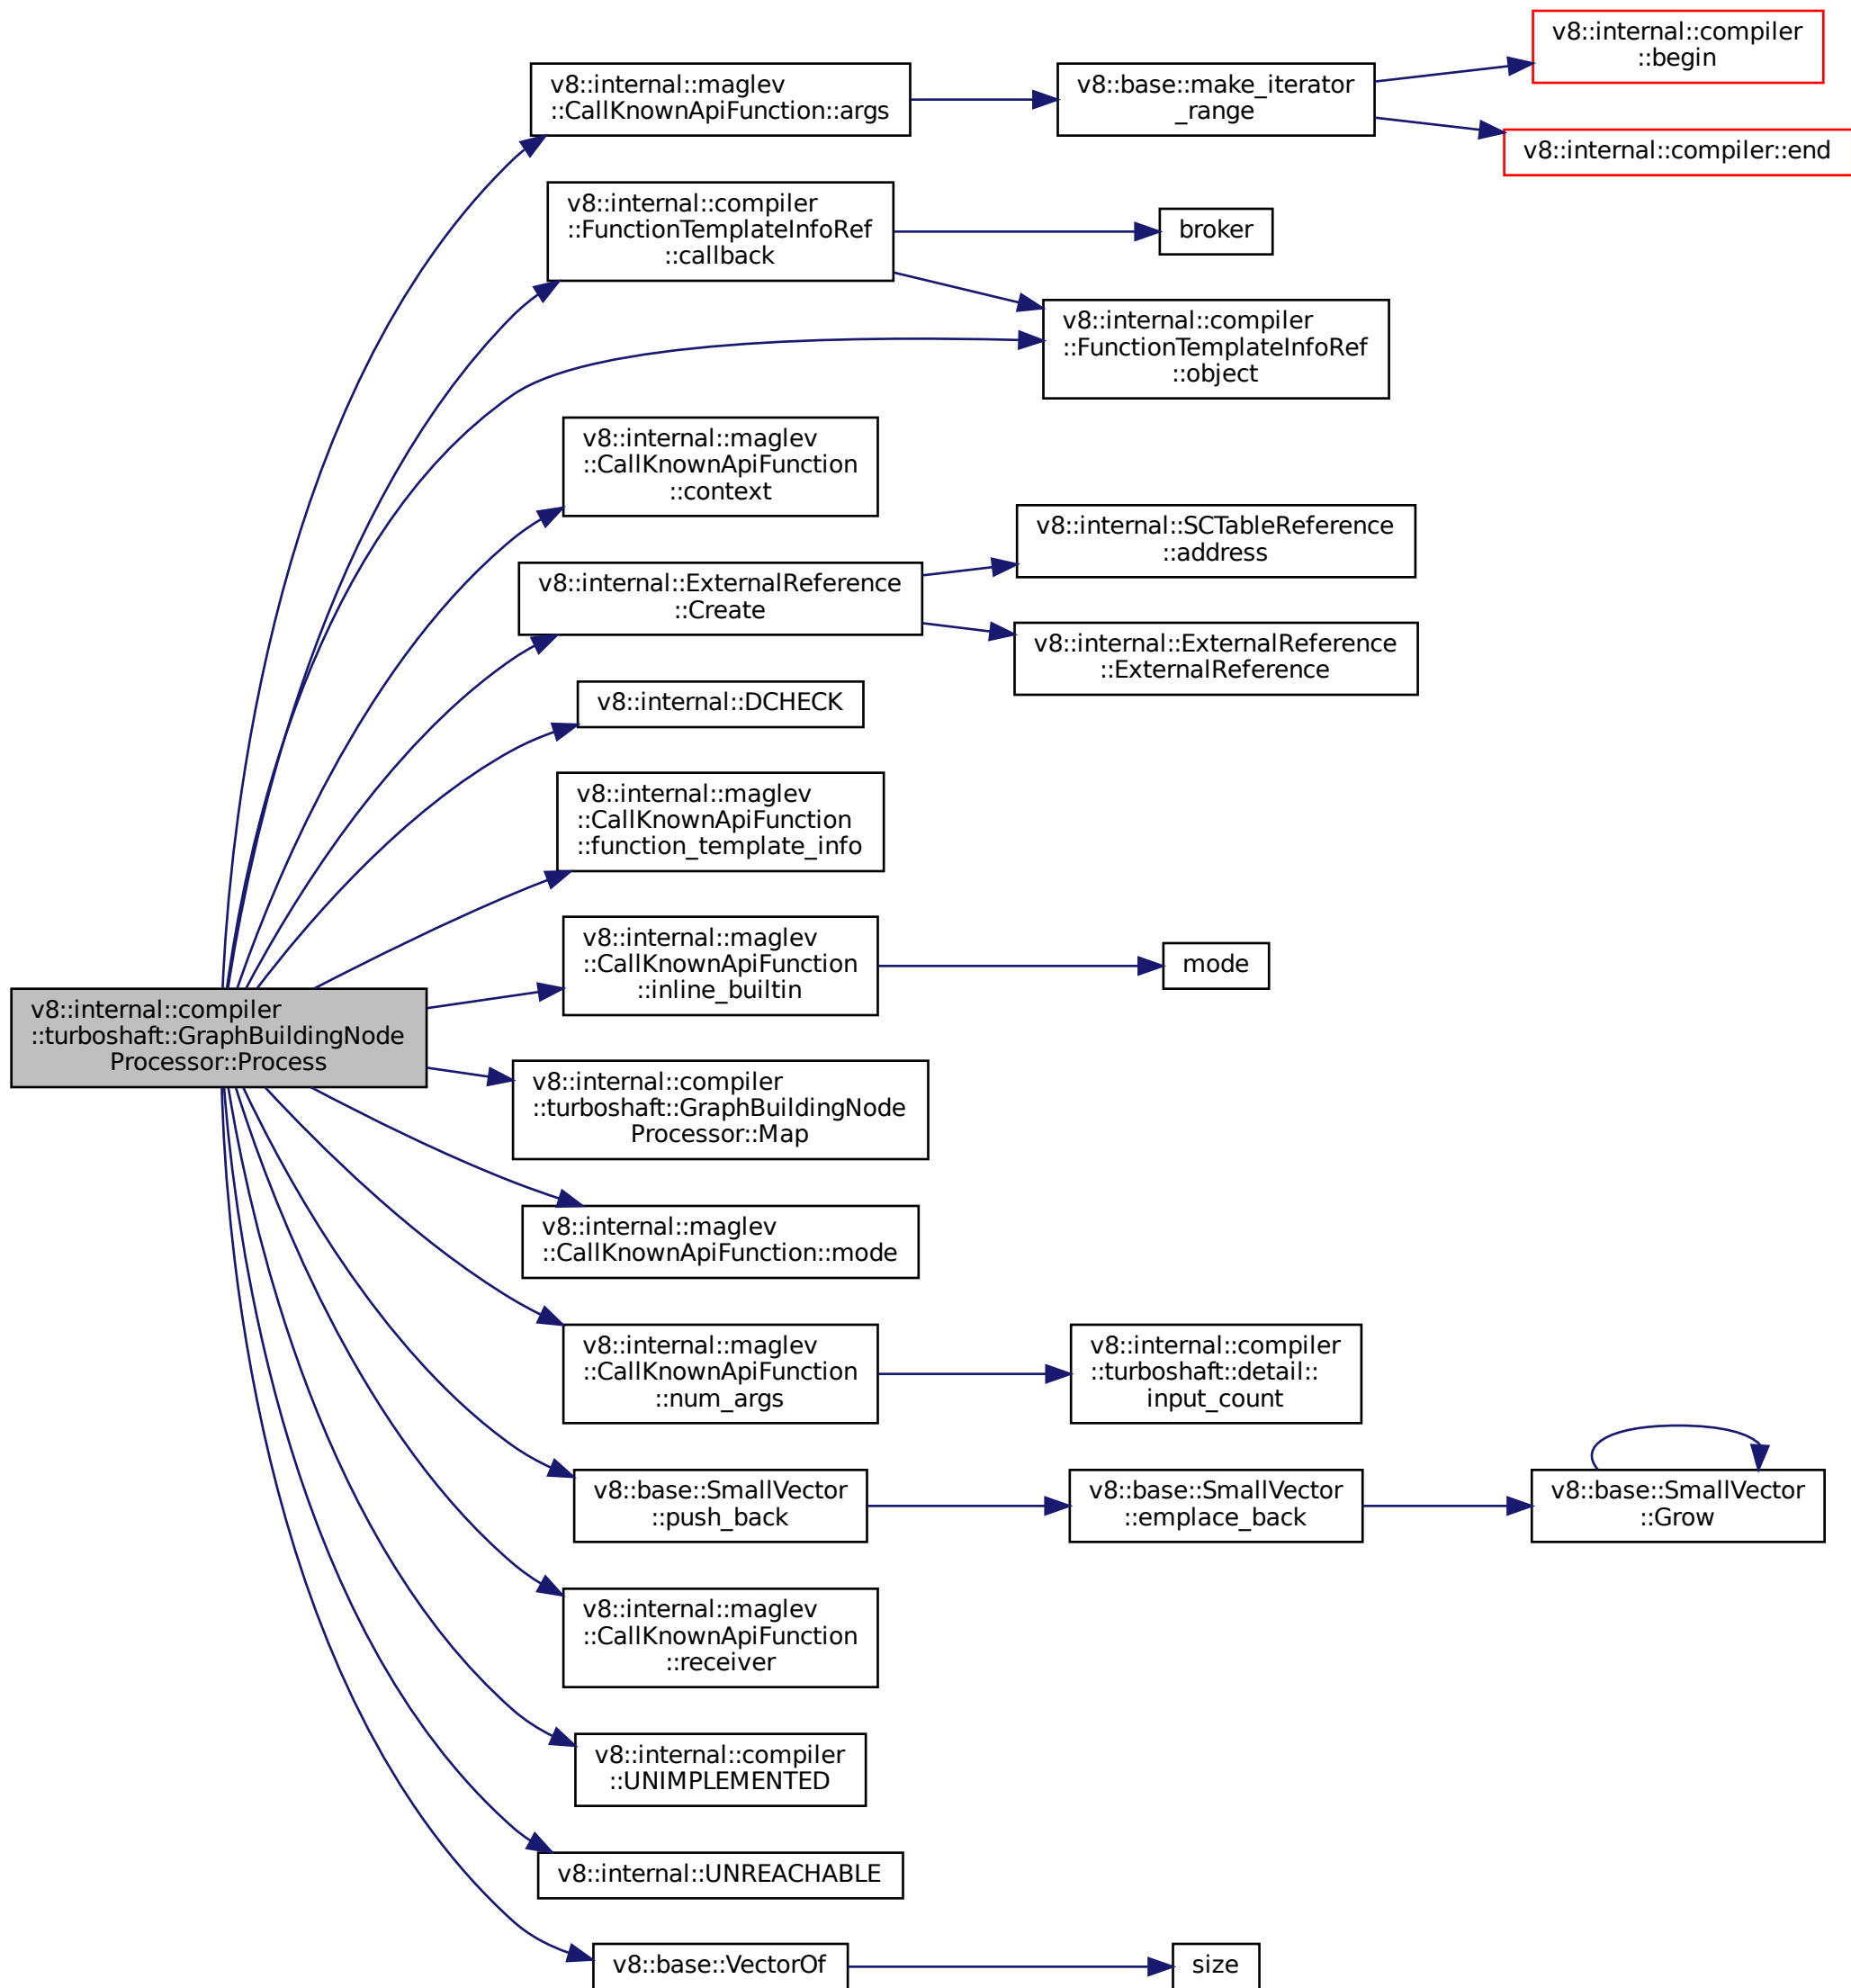 v8::internal::compiler
::begin
v8::internal::maglev
::CallKnownApiFunction::args
v8::base::make_iterator
_range
v8::internal::compiler::end
v8::internal::compiler
::FunctionTemplateInfoRef
::callback
broker
v8::internal::compiler
::FunctionTemplateInfoRef
::object
v8::internal::maglev
::CallKnownApiFunction
::context
v8::internal::SCTableReference
::address
v8::internal::ExternalReference
::Create
v8::internal::ExternalReference
::ExternalReference
v8::internal::DCHECK
v8::internal::maglev
::CallKnownApiFunction
::function_template_info
v8::internal::maglev
::CallKnownApiFunction
::inline_builtin
mode
v8::internal::compiler
::turboshaft::GraphBuildingNode
Processor::Process
v8::internal::compiler
::turboshaft::GraphBuildingNode
Processor::Map
v8::internal::maglev
::CallKnownApiFunction::mode
v8::internal::maglev
::CallKnownApiFunction
::num_args
v8::internal::compiler
::turboshaft::detail::
input_count
v8::base::SmallVector
::push_back
v8::base::SmallVector
::emplace_back
v8::base::SmallVector
::Grow
v8::internal::maglev
::CallKnownApiFunction
::receiver
v8::internal::compiler
::UNIMPLEMENTED
v8::internal::UNREACHABLE
v8::base::VectorOf
size